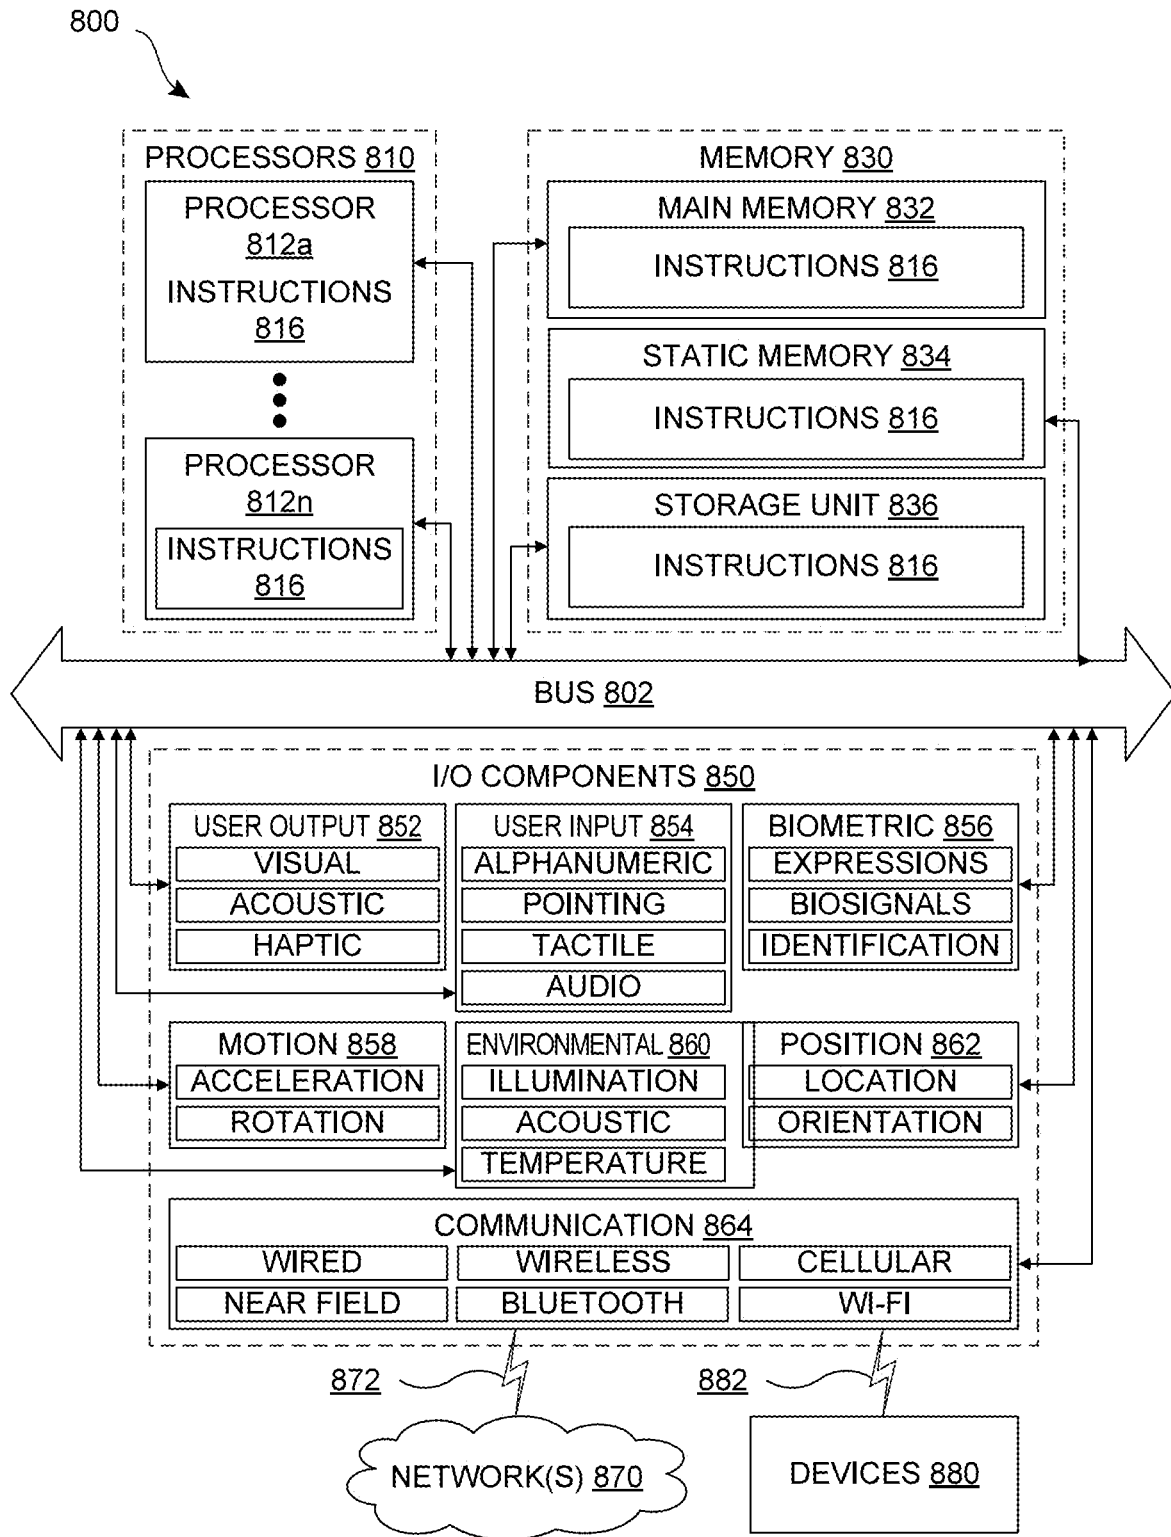 800
PROCESSORS 810
PROCESSOR
812a
INSTRUCTIONS
816
PROCESSOR
812n
INSTRUCTIONS
816
MEMORY 830
MAIN MEMORY 832
INSTRUCTIONS 816
STATIC MEMORY 834
INSTRUCTIONS 816
STORAGE UNIT 836
INSTRUCTIONS 816
BUS 802
I/O COMPONENTS 850
USER OUTPUT 852
VISUAL
ACOUSTIC
HAPTIC
USER INPUT 854
ALPHANUMERIC
POINTING
TACTILE
AUDIO
BIOMETRIC 856
EXPRESSIONS
BIOSIGNALS
IDENTIFICATION
MOTION 858
ACCELERATION
ROTATION
ENVIRONMENTAL 860
ILLUMINATION
ACOUSTIC
TEMPERATURE
POSITION 862
LOCATION
ORIENTATION
COMMUNICATION 864
WIRED
WIRELESS
CELLULAR
NEAR FIELD
BLUETOOTH
WI-FI
872
882
NETWORK(S) 870
DEVICES 880